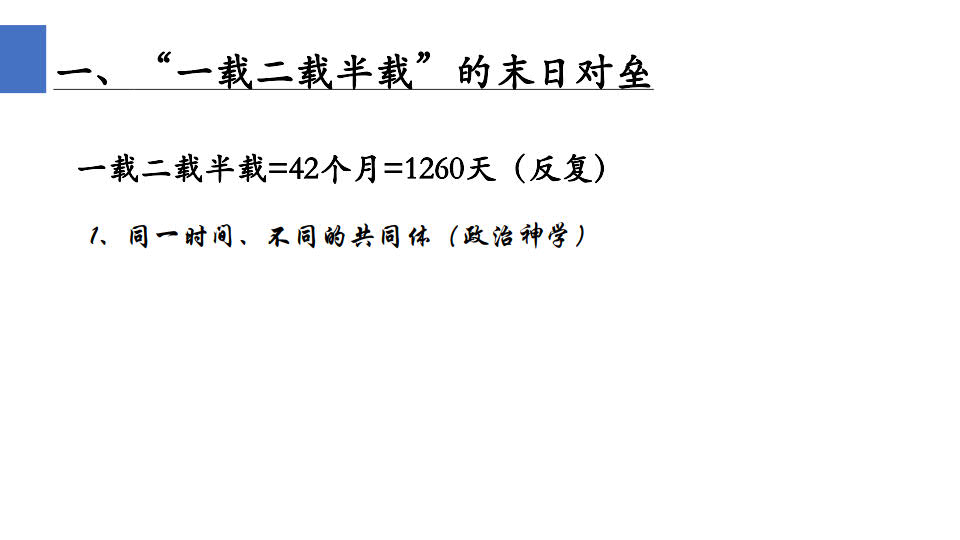 一、“一载二载半载”的末日对垒
一载二载半载=42个月=1260天（反复）
1、同一时间、不同的共同体（政治神学）